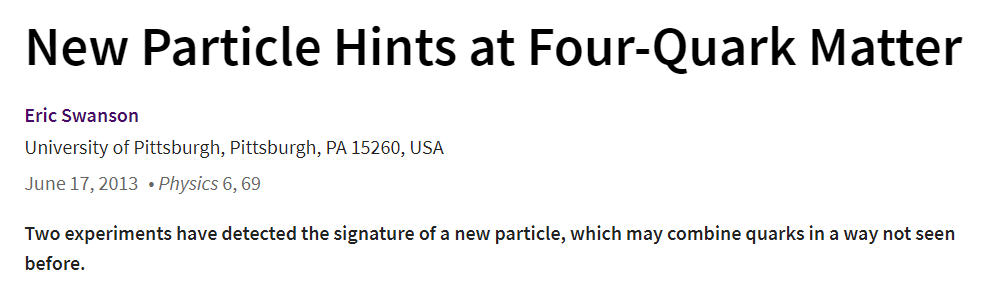 New Particle Hints at Four-Quark Matter
Eric Swanson
University of Pittsburgh, Pittsburgh, PA 15260, USA
June 17, 2013 • Physics 6, 69
Two experiments have detected the signature of a new particle, which may combine quarks in a way not seen
before.